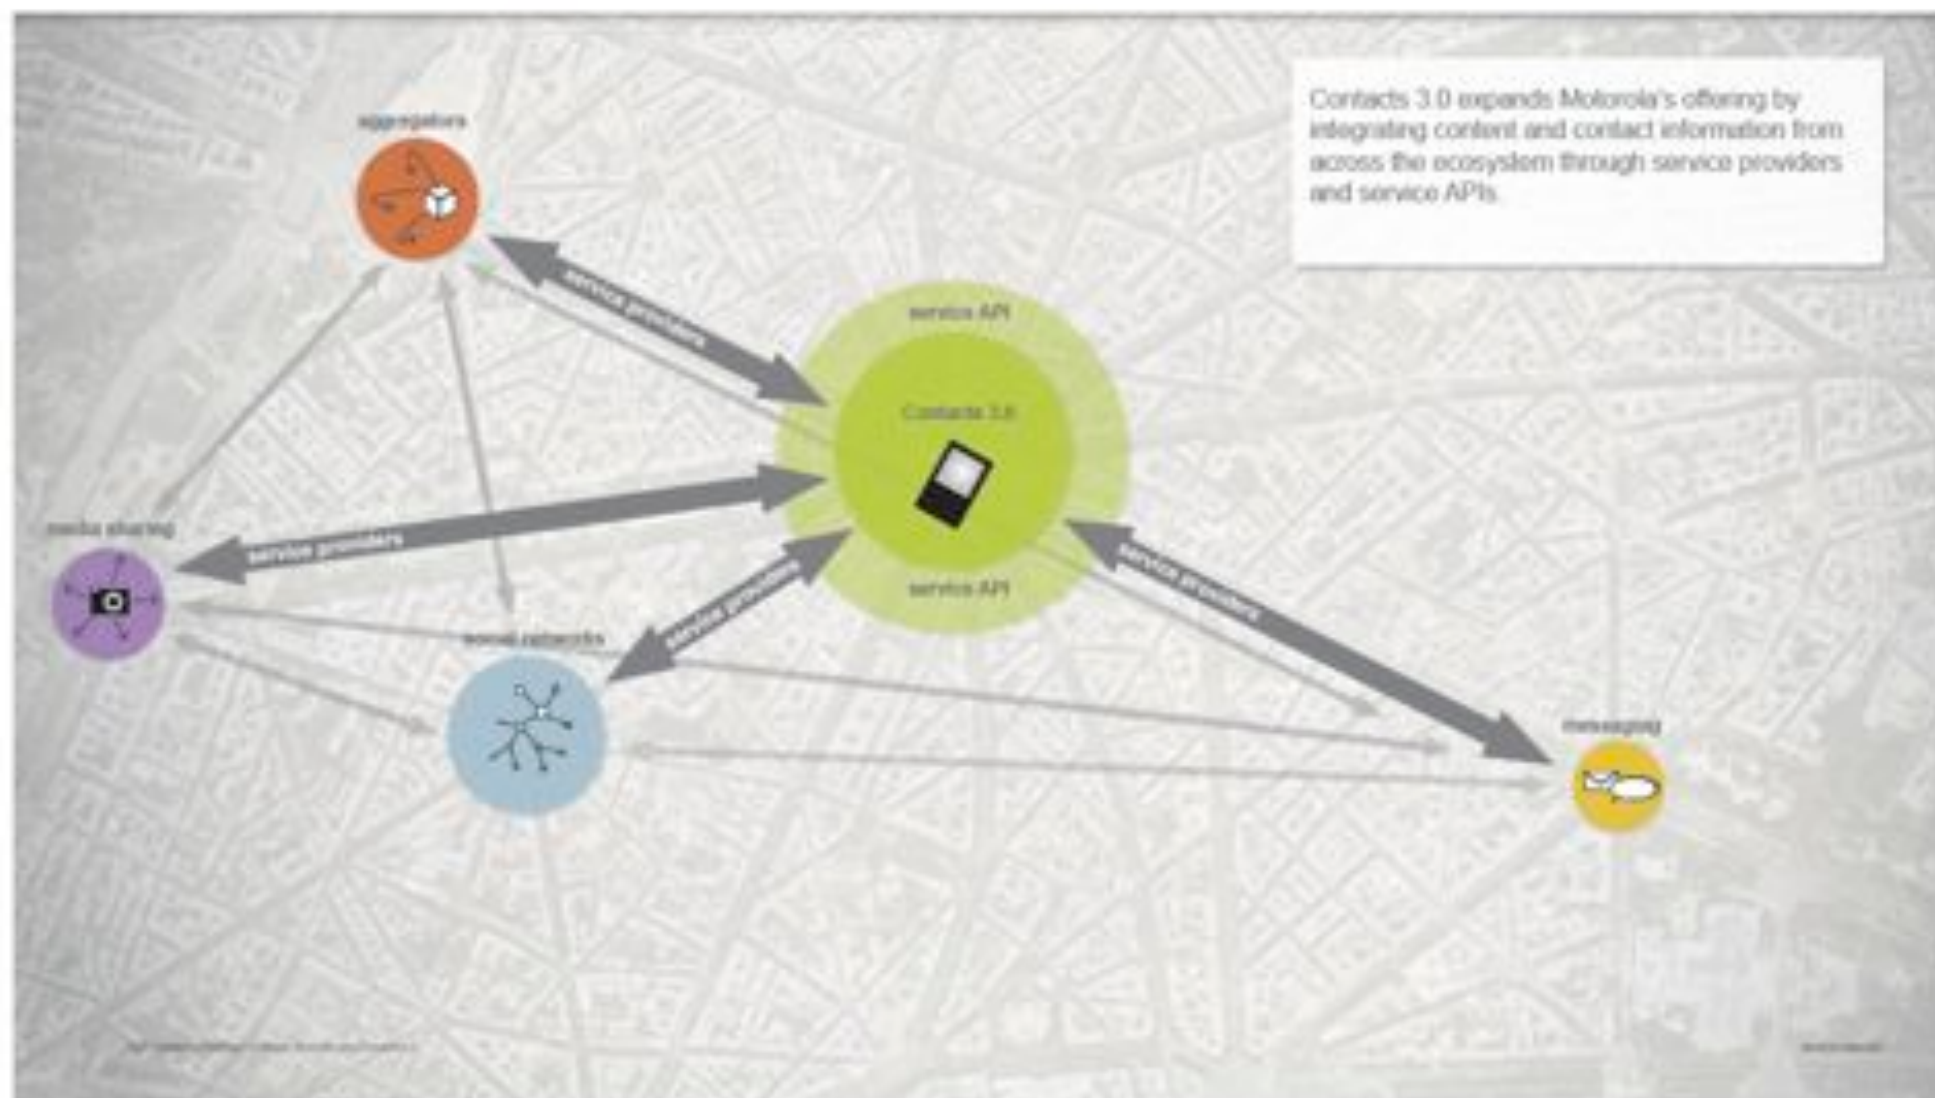 Contacts 3.0 expands Motorola's offering by
integrating content and contact information from
across the ecosystem through service providers
and service APIs.
aggregators
service providers
service API
Contacts 3.0
media sharing
service providers
service providers
service providers
service API
social networks
messaging